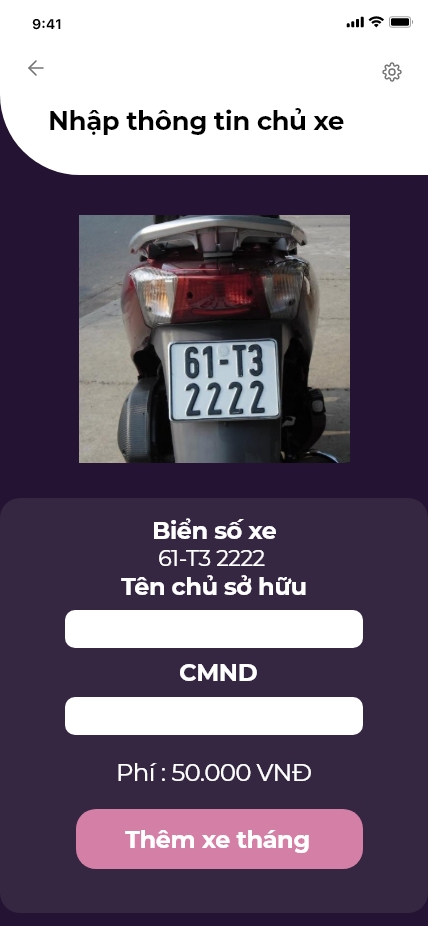 9:41
Nhập thông tin chủ xe
61-T3
2222
Biển số xe
61-T3 2222
Tên chủ sở hữu
CMND
Phí : 50.000 VNĐ
Thêm xe tháng